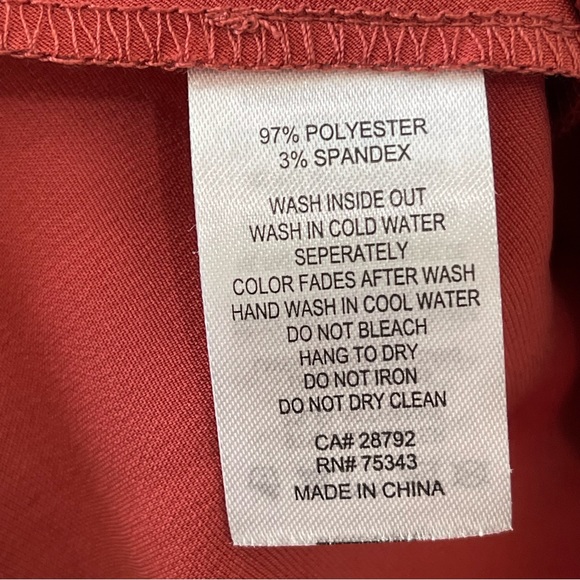 97% POLYESTER
3% SPANDEX
WASH INSIDE OUT
WASH IN COLD WATER
SEPERATELY
COLOR FADES AFTER WASH
HAND WASH IN COOL WATER
DO NOT BLEACH
HANG TO DRY
DO NOT IRON
DO NOT DRY CLEAN
CA# 28792
RN# 75343
MADE IN CHINA